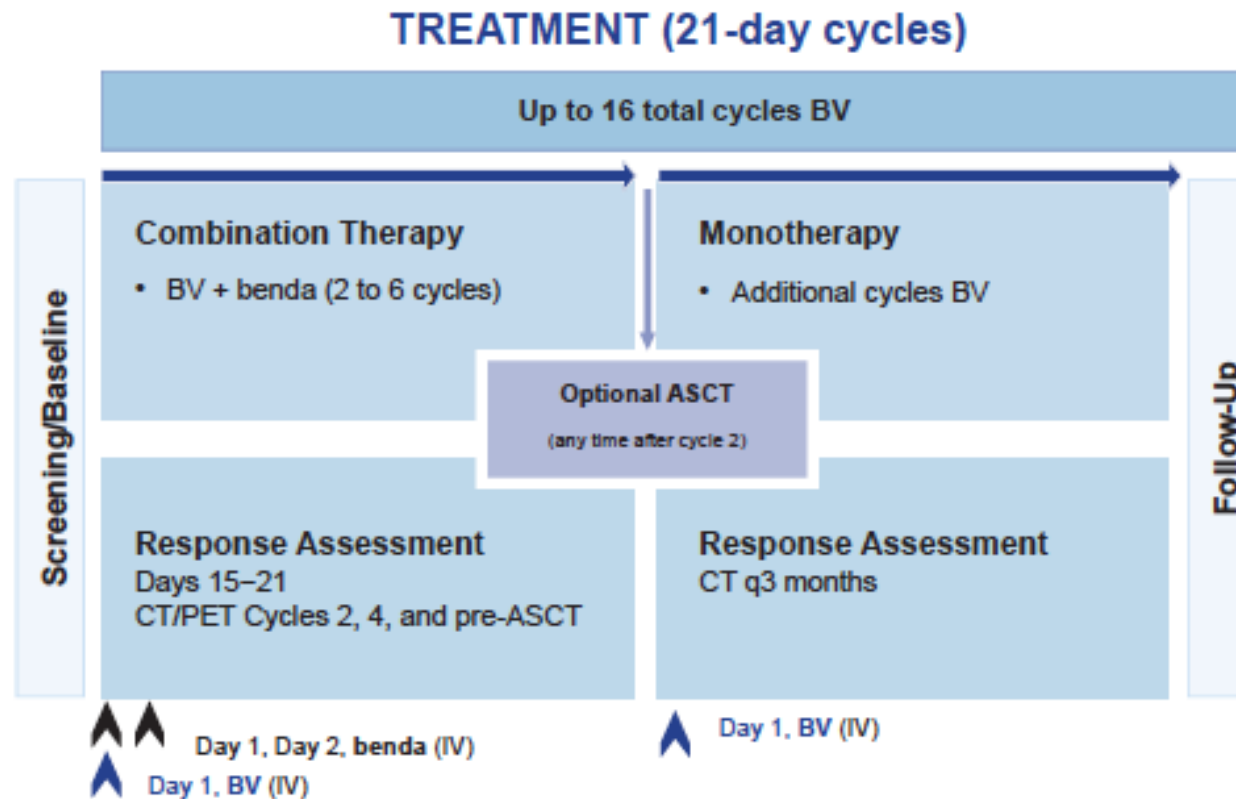 TREATMENT (21-day cycles)
Up to 16 total cycles BV
Screening/Baseline
Combination Therapy
• BV + benda (2 to 6 cycles)
Monotherapy
• Additional cycles BV
Optional ASCT
(any time after cycle 2)
Response Assessment
Days 15–21
CT/PET Cycles 2, 4, and pre-ASCT
Response Assessment
CT q3 months
Follow-Up
Day 1, Day 2, benda (IV)
Day 1, BV (IV)
Day 1, BV (IV)